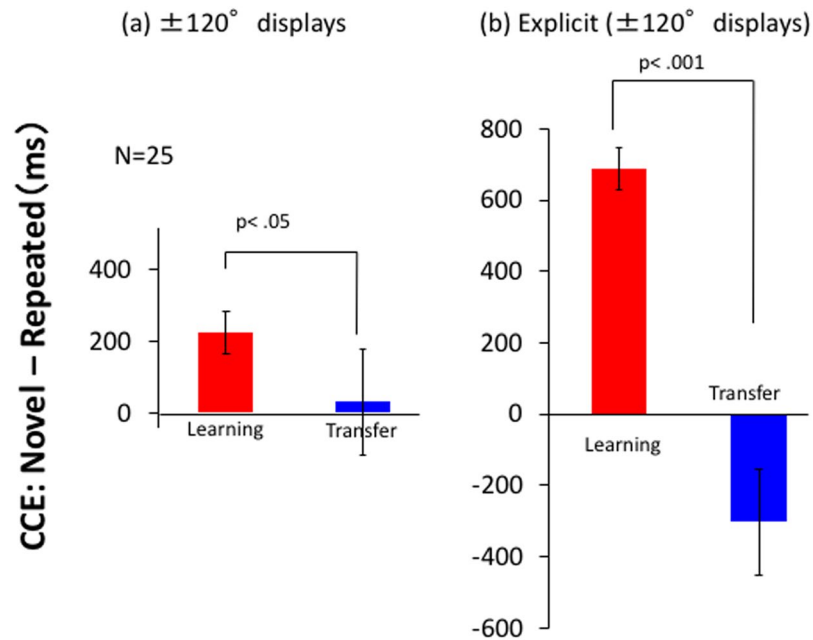 (a) ±120° displays
(b) Explicit (±120° displays)
CCE: Novel – Repeated (ms)
N=25
p< .05
400
200
0
Learning
Transfer
p< .001
800
600
400
200
0
-200
-400
-600
Transfer
Learning